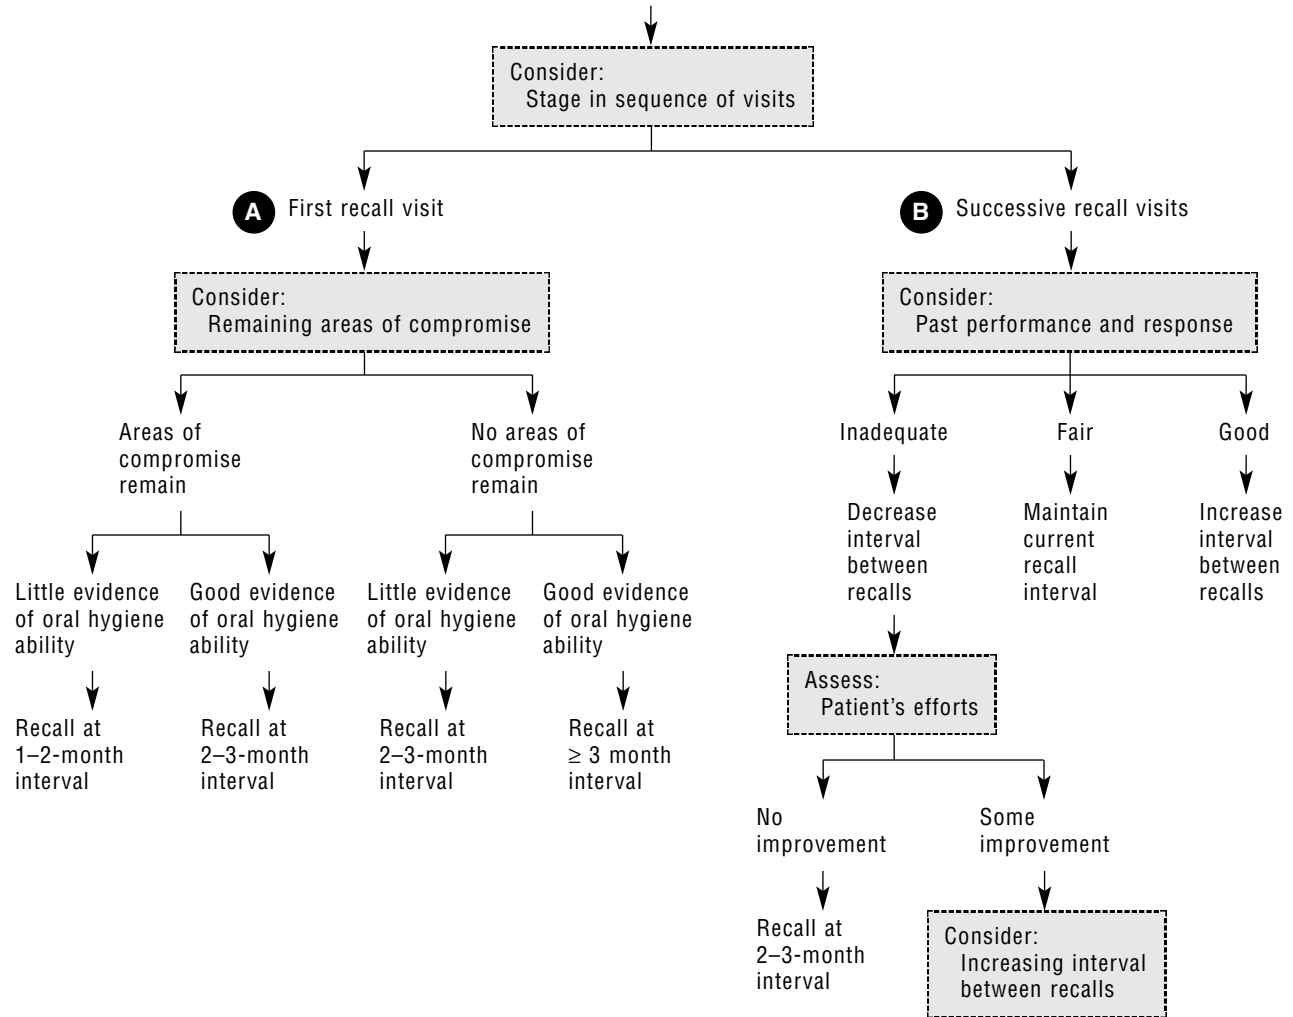 Consider:
Stage in sequence of visits
A
First recall visit
B
Successive recall visits
Consider:
Remaining areas of compromise
Consider:
Past performance and response
Areas of
compromise
remain
No areas of
compromise
remain
Inadequate
Fair
Good
Decrease
interval
between
recalls
Maintain
current
recall
interval
Increase
interval
between
recalls
Little evidence
of oral hygiene
ability
Good evidence
of oral hygiene
ability
Little evidence
of oral hygiene
ability
Good evidence
of oral hygiene
ability
Assess:
Patient's efforts
Recall at
1–2-month
interval
Recall at
2–3-month
interval
Recall at
2–3-month
interval
Recall at
≥ 3 month
interval
No
improvement
Some
improvement
Recall at
2–3-month
interval
Consider:
Increasing interval
between recalls